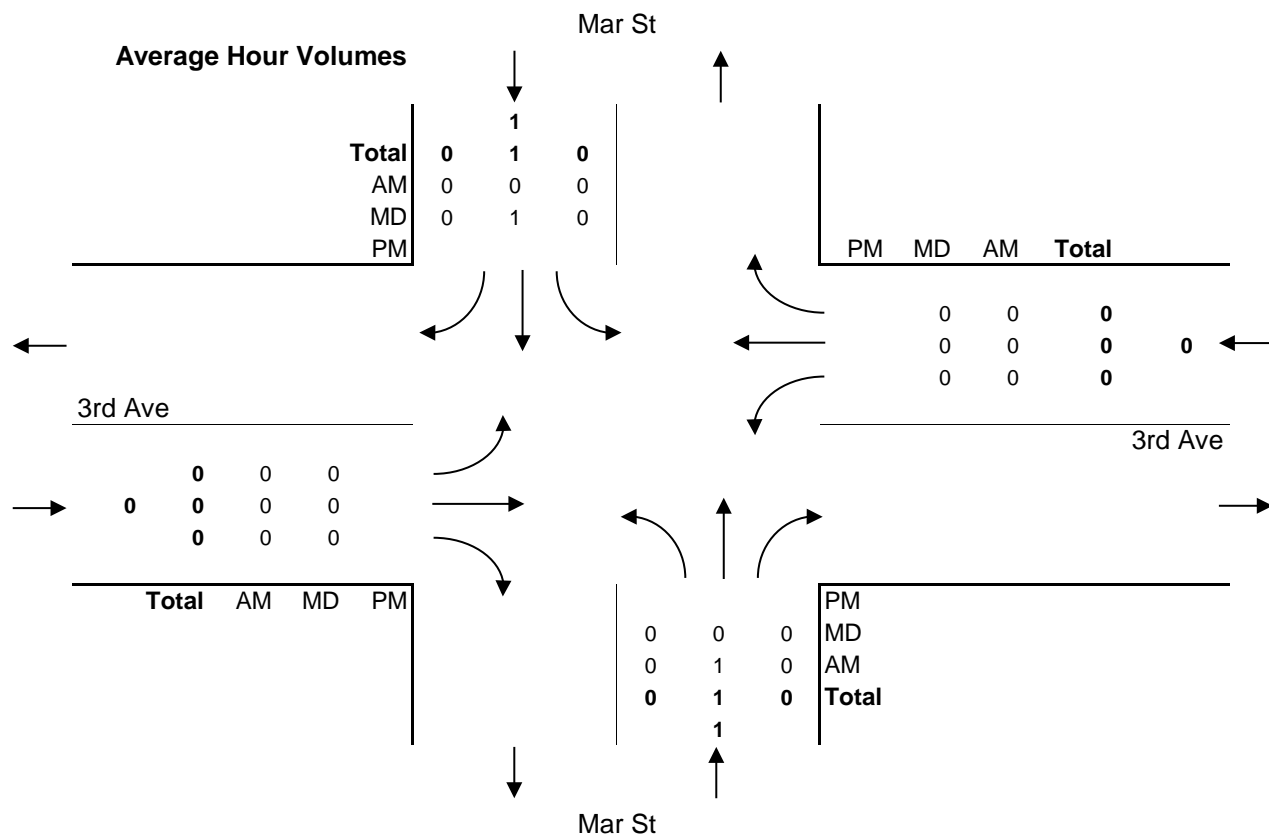 Mar St
Average Hour Volumes
1
Total 0 1 0
AM 0 0 0
MD 0 1 0
PM
PM MD AM Total
0 0 0
0 0 0 0
0 0 0
3rd Ave
3rd Ave
0 0 0
0 0 0 0
0 0 0
Total AM MD PM
PM
0 0 0 MD
0 1 0 AM
0 1 0 Total
1
Mar St